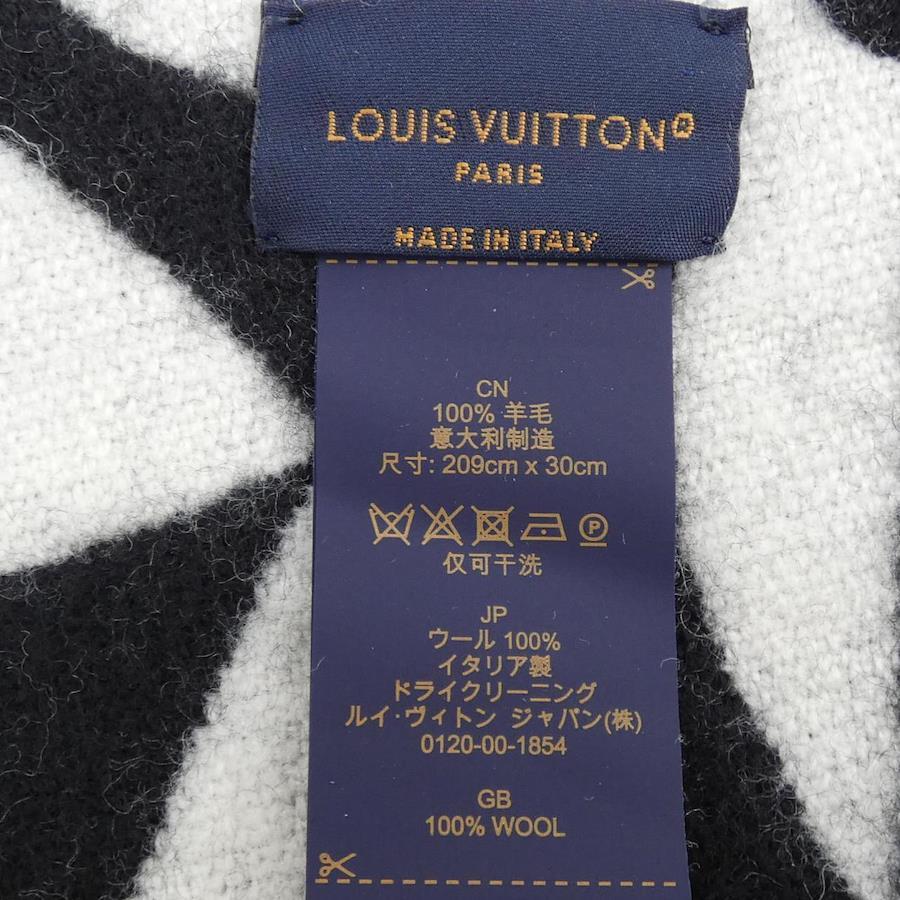 LOUIS VUITTON®
PARIS
MADE IN ITALY
CN
100% 羊毛
意大利制造
尺寸: 209cm x 30cm
P
仅可干洗
JP
ウール 100%
イタリア製
ドライクリーニング
ルイ・ヴィトン ジャパン(株)
0120-00-1854
GB
100% WOOL